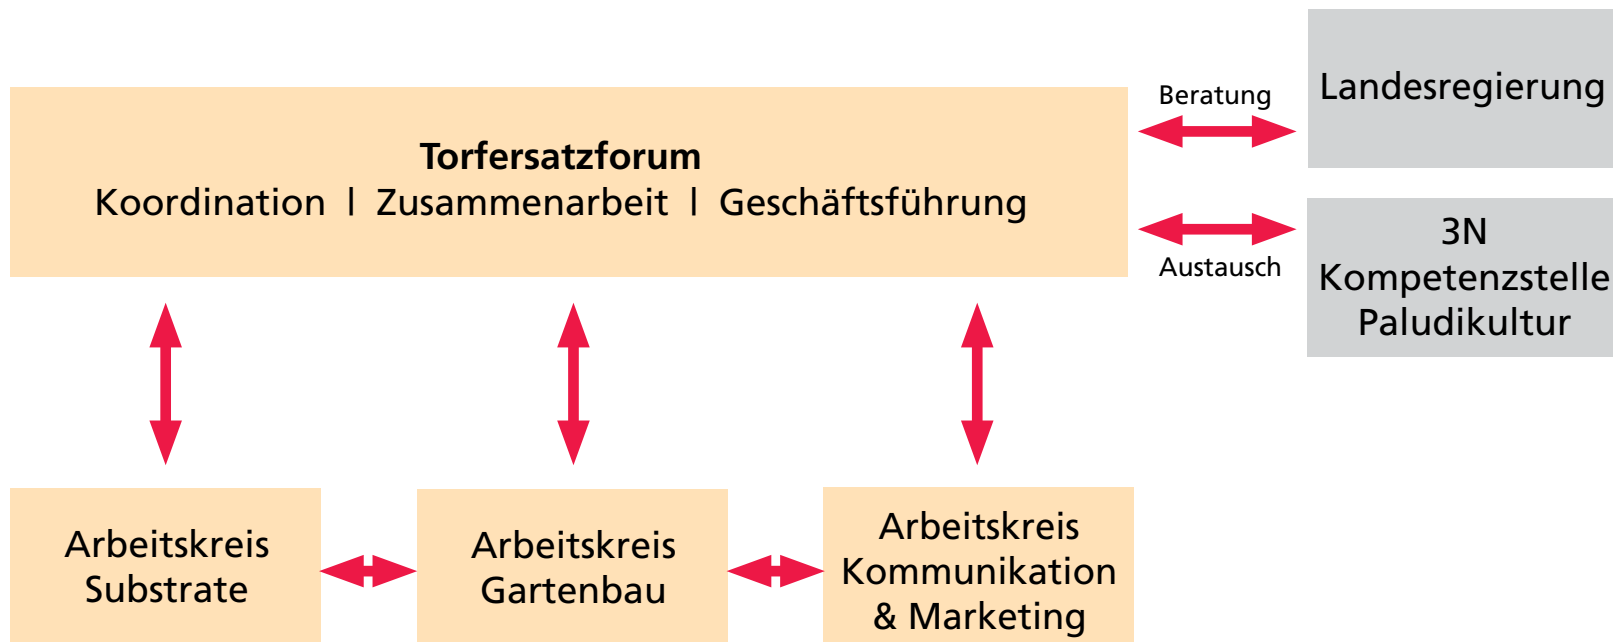 Torfersatzforum
Koordination | Zusammenarbeit | Geschäftsführung
Beratung
Landesregierung
Austausch
3N
Kompetenzstelle
Paludikultur
Arbeitskreis
Substrate
Arbeitskreis
Gartenbau
Arbeitskreis
Kommunikation
& Marketing